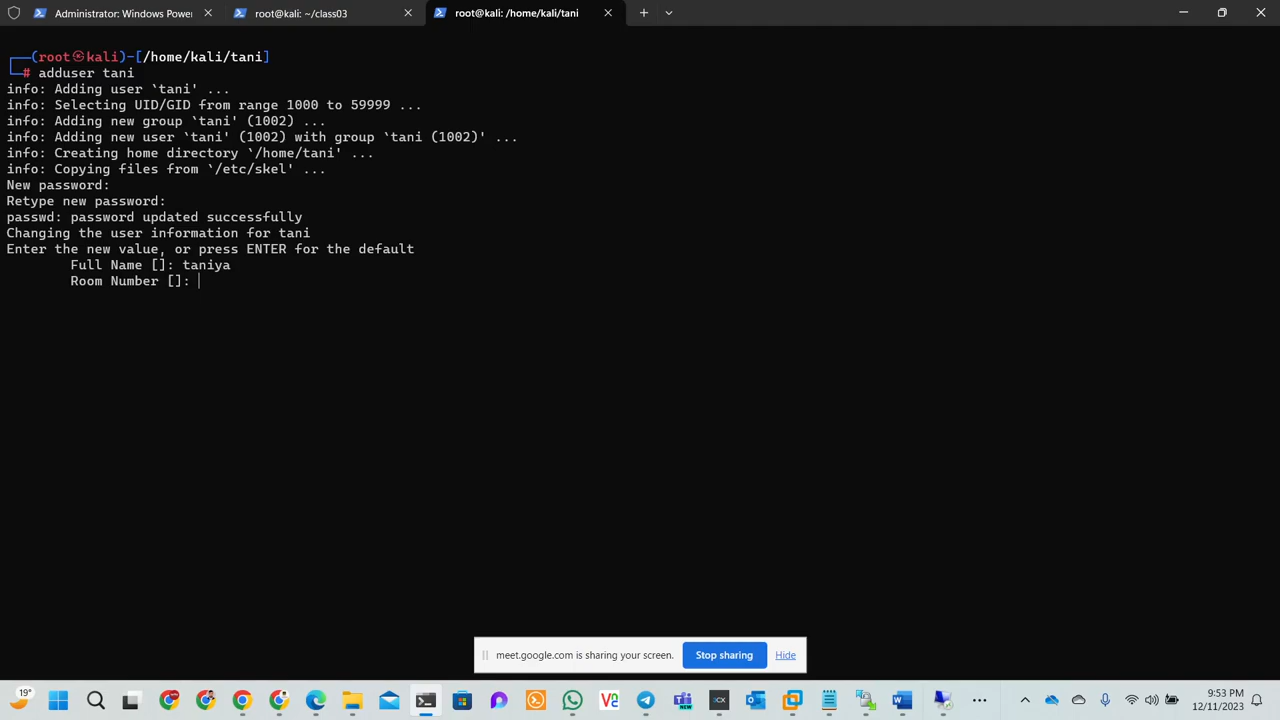 Administrator: Windows Power
root@kali: ~/class03
root@kali: /home/kali/tani
┌──(root㉿kali)-[/home/kali/tani]
└─# adduser tani
info: Adding user `tani' ...
info: Selecting UID/GID from range 1000 to 59999 ...
info: Adding new group `tani' (1002) ...
info: Adding new user `tani' (1002) with group `tani (1002)' ...
info: Creating home directory `/home/tani' ...
info: Copying files from `/etc/skel' ...
New password:
Retype new password:
passwd: password updated successfully
Changing the user information for tani
Enter the new value, or press ENTER for the default
Full Name []: taniya
Room Number []:
meet.google.com is sharing your screen.
Stop sharing
Hide
19°
NEW
9:53 PM
12/11/2023